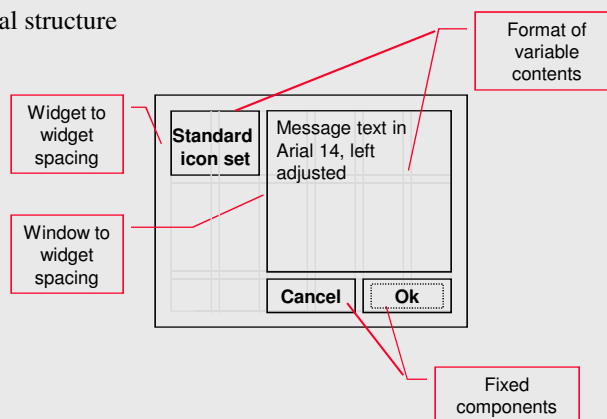 al structure
Format of
variable
contents
Widget to
widget
spacing
Standard
icon set
Message text in
Arial 14, left
adjusted
Window to
widget
spacing
Cancel
Ok
Fixed
components